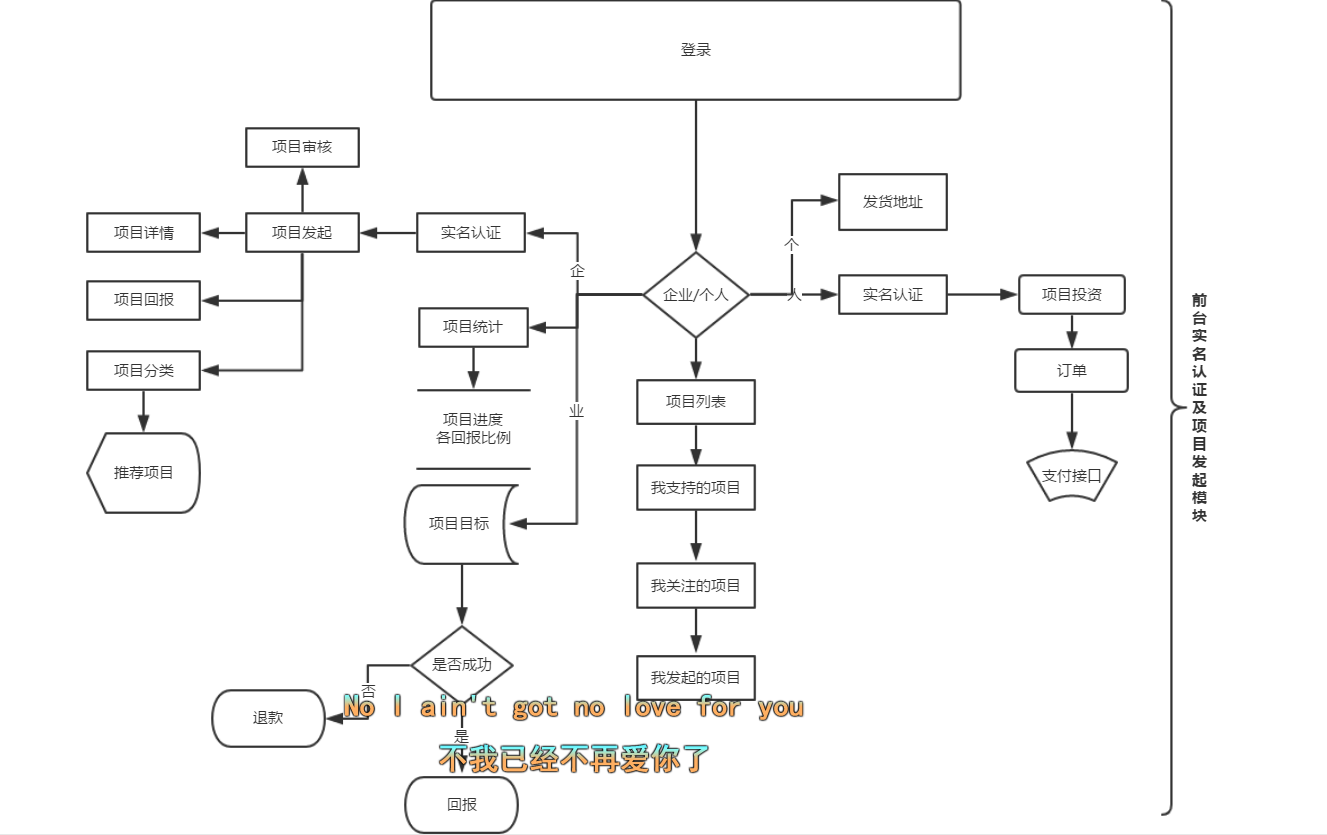 登录
项目审核
发货地址
个
人
项目详情
项目发起
实名认证
企
业
企业/个人
实名认证
项目投资
项目回报
项目统计
项目分类
订单
项目列表
项目进度
各回报比例
推荐项目
支付接口
我支持的项目
项目目标
我关注的项目
是否成功
我发起的项目
否
退款
是
回报
No I ain't got no love for you
不我已经不再爱你了
前
台
实
名
认
证
及
项
目
发
起
模
块